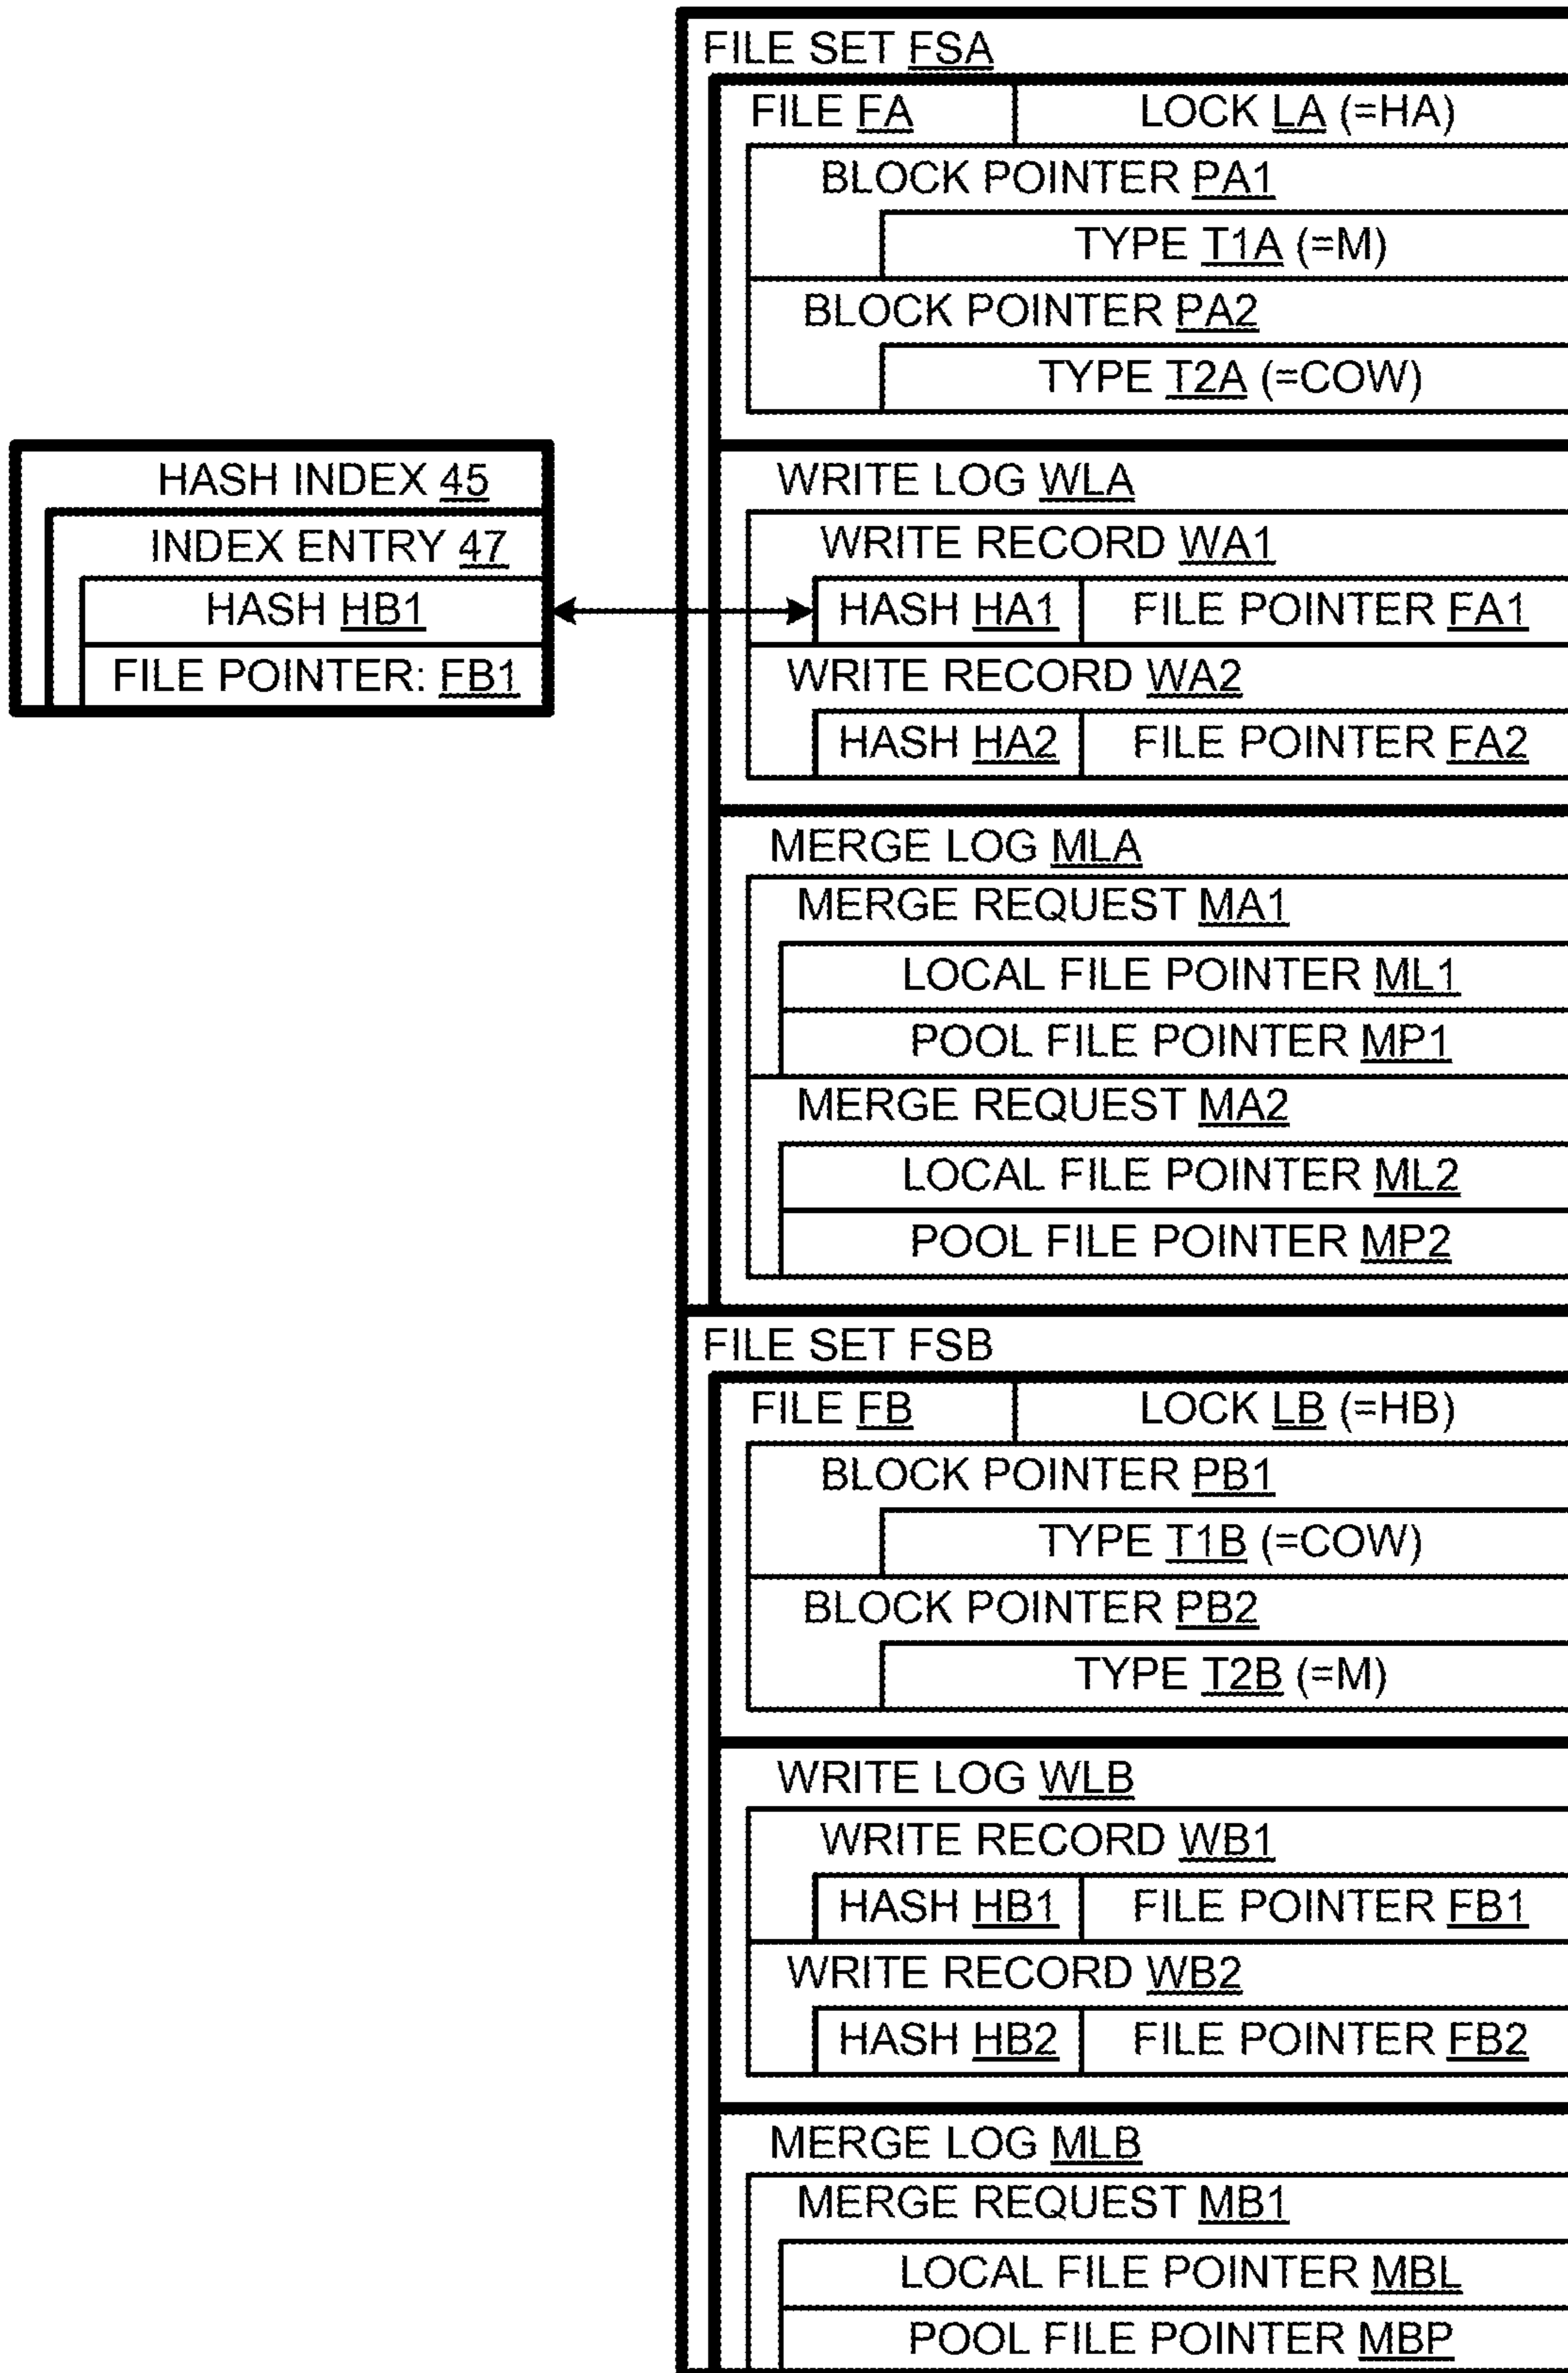 HASH INDEX 45
INDEX ENTRY 47
HASH HB1
FILE POINTER: FB1
FILE SET FSA
FILE FA LOCK LA (=HA)
BLOCK POINTER PA1
TYPE T1A (=M)
BLOCK POINTER PA2
TYPE T2A (=COW)
WRITE LOG WLA
WRITE RECORD WA1
HASH HA1 FILE POINTER FA1
WRITE RECORD WA2
HASH HA2 FILE POINTER FA2
MERGE LOG MLA
MERGE REQUEST MA1
LOCAL FILE POINTER ML1
POOL FILE POINTER MP1
MERGE REQUEST MA2
LOCAL FILE POINTER ML2
POOL FILE POINTER MP2
FILE SET FSB
FILE FB LOCK LB (=HB)
BLOCK POINTER PB1
TYPE T1B (=COW)
BLOCK POINTER PB2
TYPE T2B (=M)
WRITE LOG WLB
WRITE RECORD WB1
HASH HB1 FILE POINTER FB1
WRITE RECORD WB2
HASH HB2 FILE POINTER FB2
MERGE LOG MLB
MERGE REQUEST MB1
LOCAL FILE POINTER MBL
POOL FILE POINTER MBP